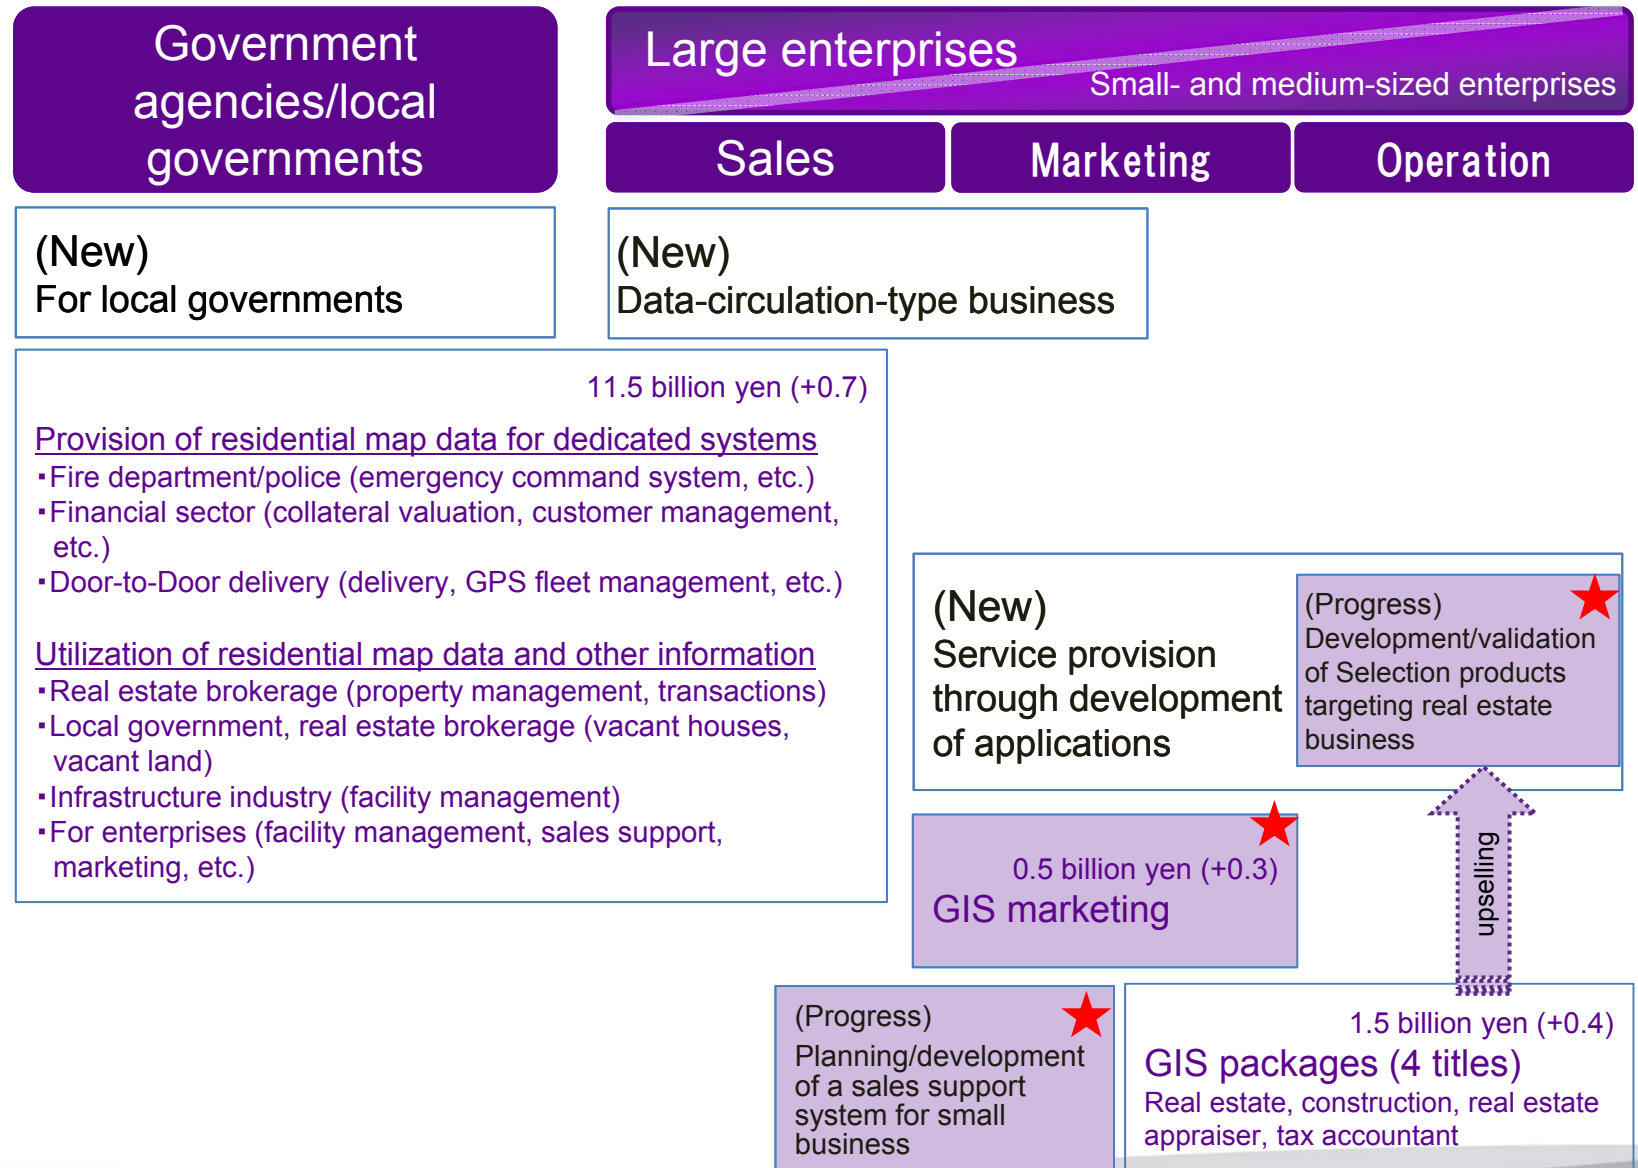 Government
agencies/local
governments
Large enterprises
Small- and medium-sized enterprises
Sales
Marketing
Operation
(New)
For local governments
(New)
Data-circulation-type business
11.5 billion yen (+0.7)
Provision of residential map data for dedicated systems
・Fire department/police (emergency command system, etc.)
・Financial sector (collateral valuation, customer management,
etc.)
・Door-to-Door delivery (delivery, GPS fleet management, etc.)
Utilization of residential map data and other information
・Real estate brokerage (property management, transactions)
・Local government, real estate brokerage (vacant houses,
vacant land)
・Infrastructure industry (facility management)
・For enterprises (facility management, sales support,
marketing, etc.)
(New)
Service provision
through development
of applications
(Progress)
Development/validation
of Selection products
targeting real estate
business
upselling
0.5 billion yen (+0.3)
GIS marketing
(Progress)
Planning/development
of a sales support
system for small
business
1.5 billion yen (+0.4)
GIS packages (4 titles)
Real estate, construction, real estate
appraiser, tax accountant